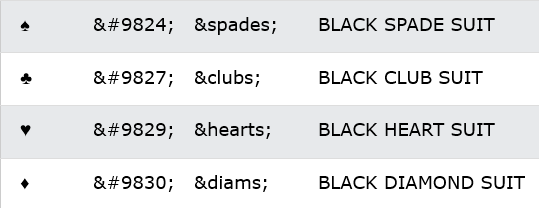 ♠ &#9824; &spades; BLACK SPADE SUIT
♣ &#9827; &clubs; BLACK CLUB SUIT
♥ &#9829; &hearts; BLACK HEART SUIT
♦ &#9830; &diams; BLACK DIAMOND SUIT